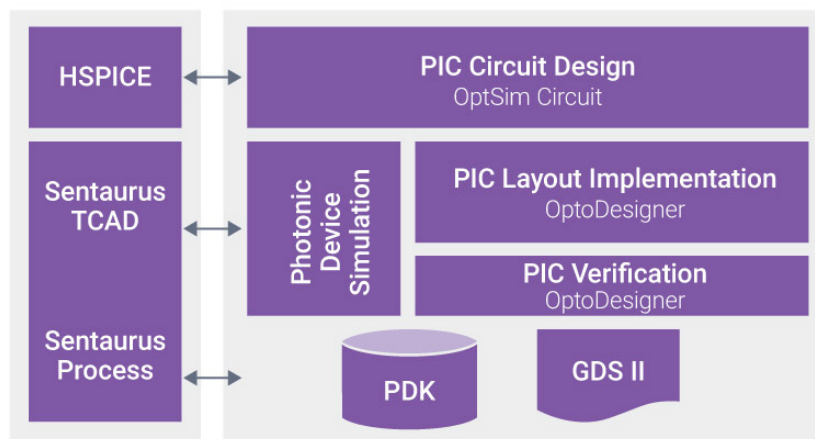 HSPICE
PIC Circuit Design
OptSim Circuit
Sentaurus
TCAD
Photonic
Device
Simulation
PIC Layout Implementation
OptoDesigner
PIC Verification
OptoDesigner
Sentaurus
Process
PDK
GDS II